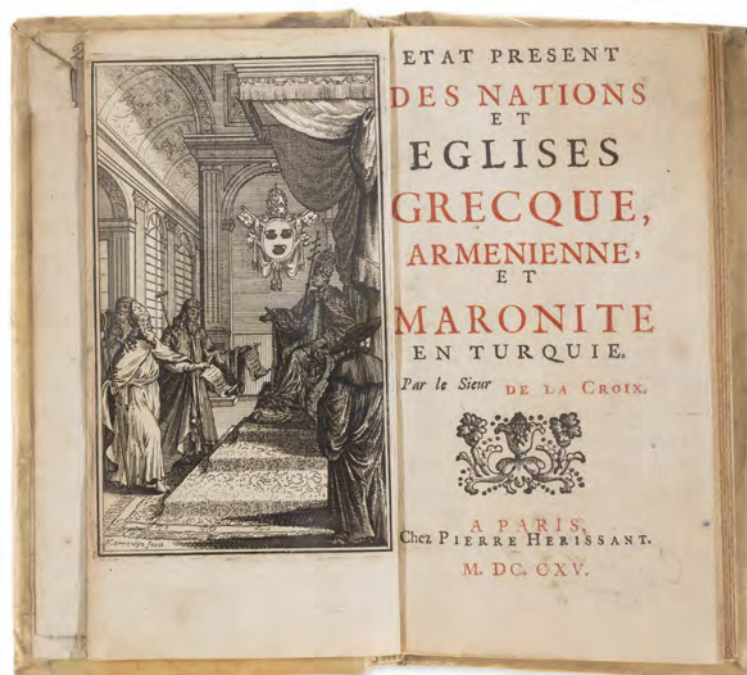 ETAT PRESENT
DES NATIONS
ET
EGLISES
GRECQUE,
ARMENIENNE,
ET
MARONITE
EN TURQUIE.
Par le Sieur DE LA CROIX.
A PARIS,
Chez PIERRE HERISSANT.
M. DC. CXV.